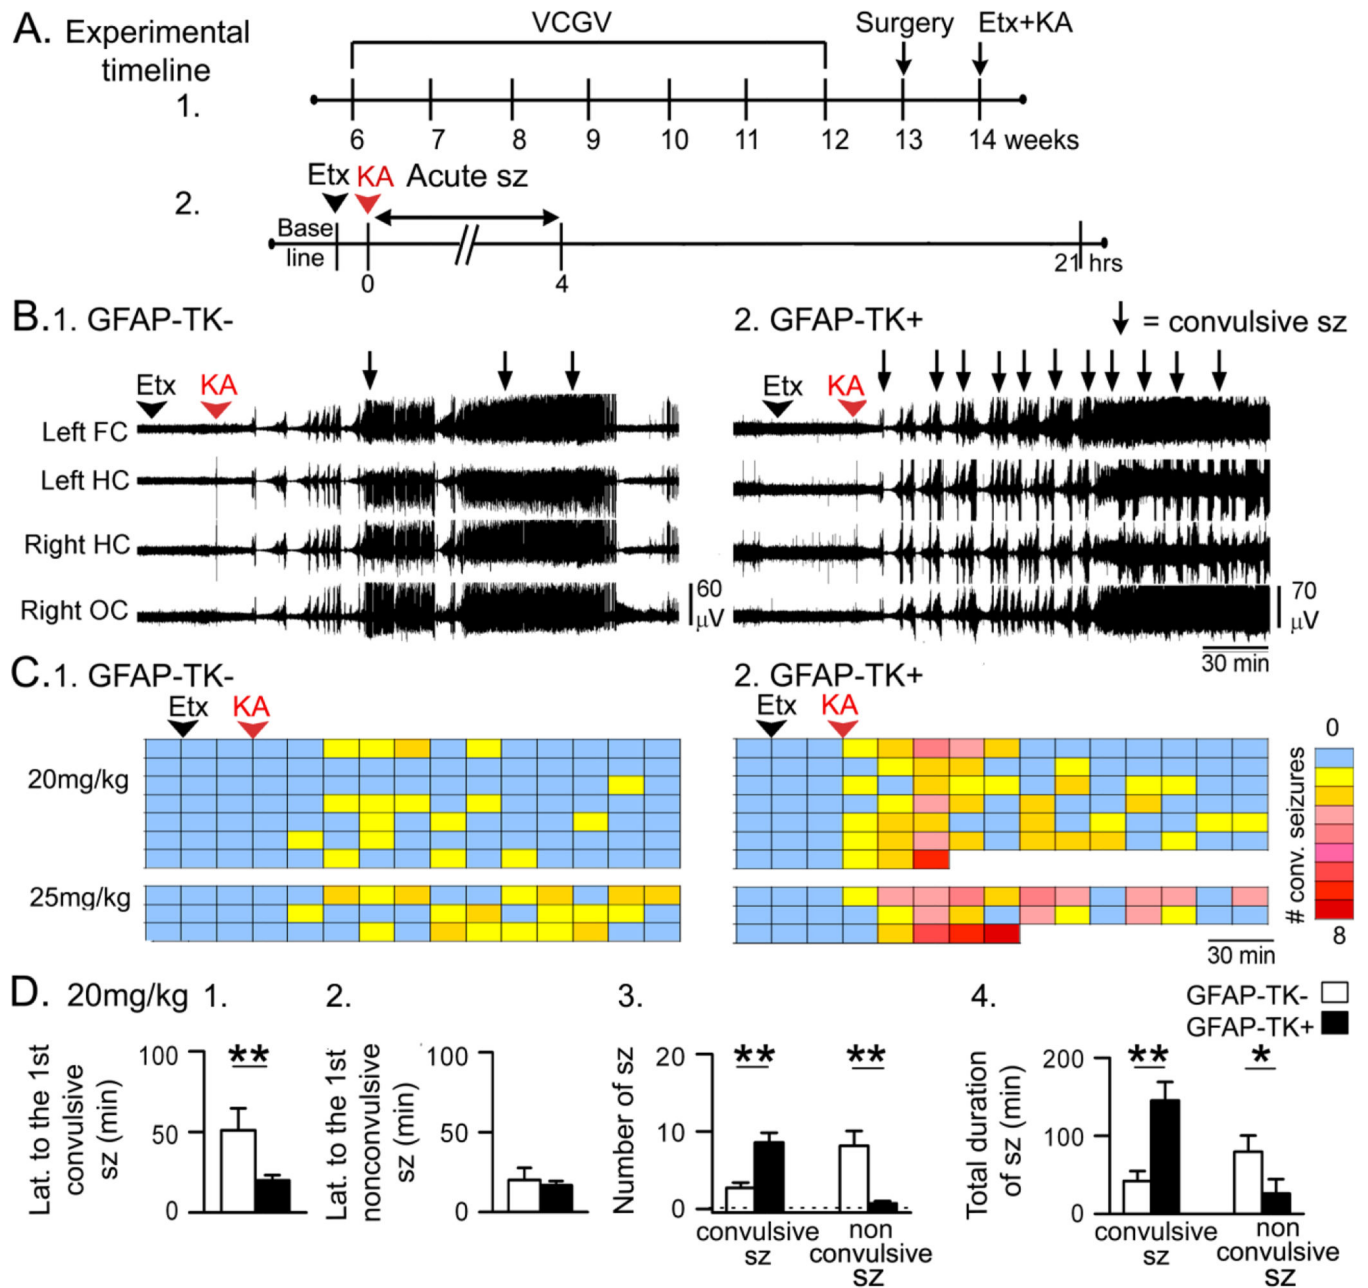 A. Experimental timeline
VCGV
Surgery
Etx+KA
1.
6 7 8 9 10 11 12 13 14 weeks
Etx KA Acute sz
2.
Base line
0 4 21 hrs
B.1. GFAP-TK-
2. GFAP-TK+
= convulsive sz
Etx KA
Etx KA
Left FC
Left HC
Right HC
Right OC
60 µV
70 µV
30 min
C.1. GFAP-TK-
2. GFAP-TK+
Etx KA
Etx KA
20mg/kg
25mg/kg
0
# conv. seizures
8
30 min
D. 20mg/kg 1.
2.
3.
4.
GFAP-TK-
GFAP-TK+
Lat. to the 1st convulsive sz (min)
100
50
0
**
Lat. to the 1st nonconvulsive sz (min)
100
50
0
Number of sz
20
10
0
** **
convulsive sz
non convulsive sz
Total duration of sz (min)
200
100
0
** *
convulsive sz
non convulsive sz